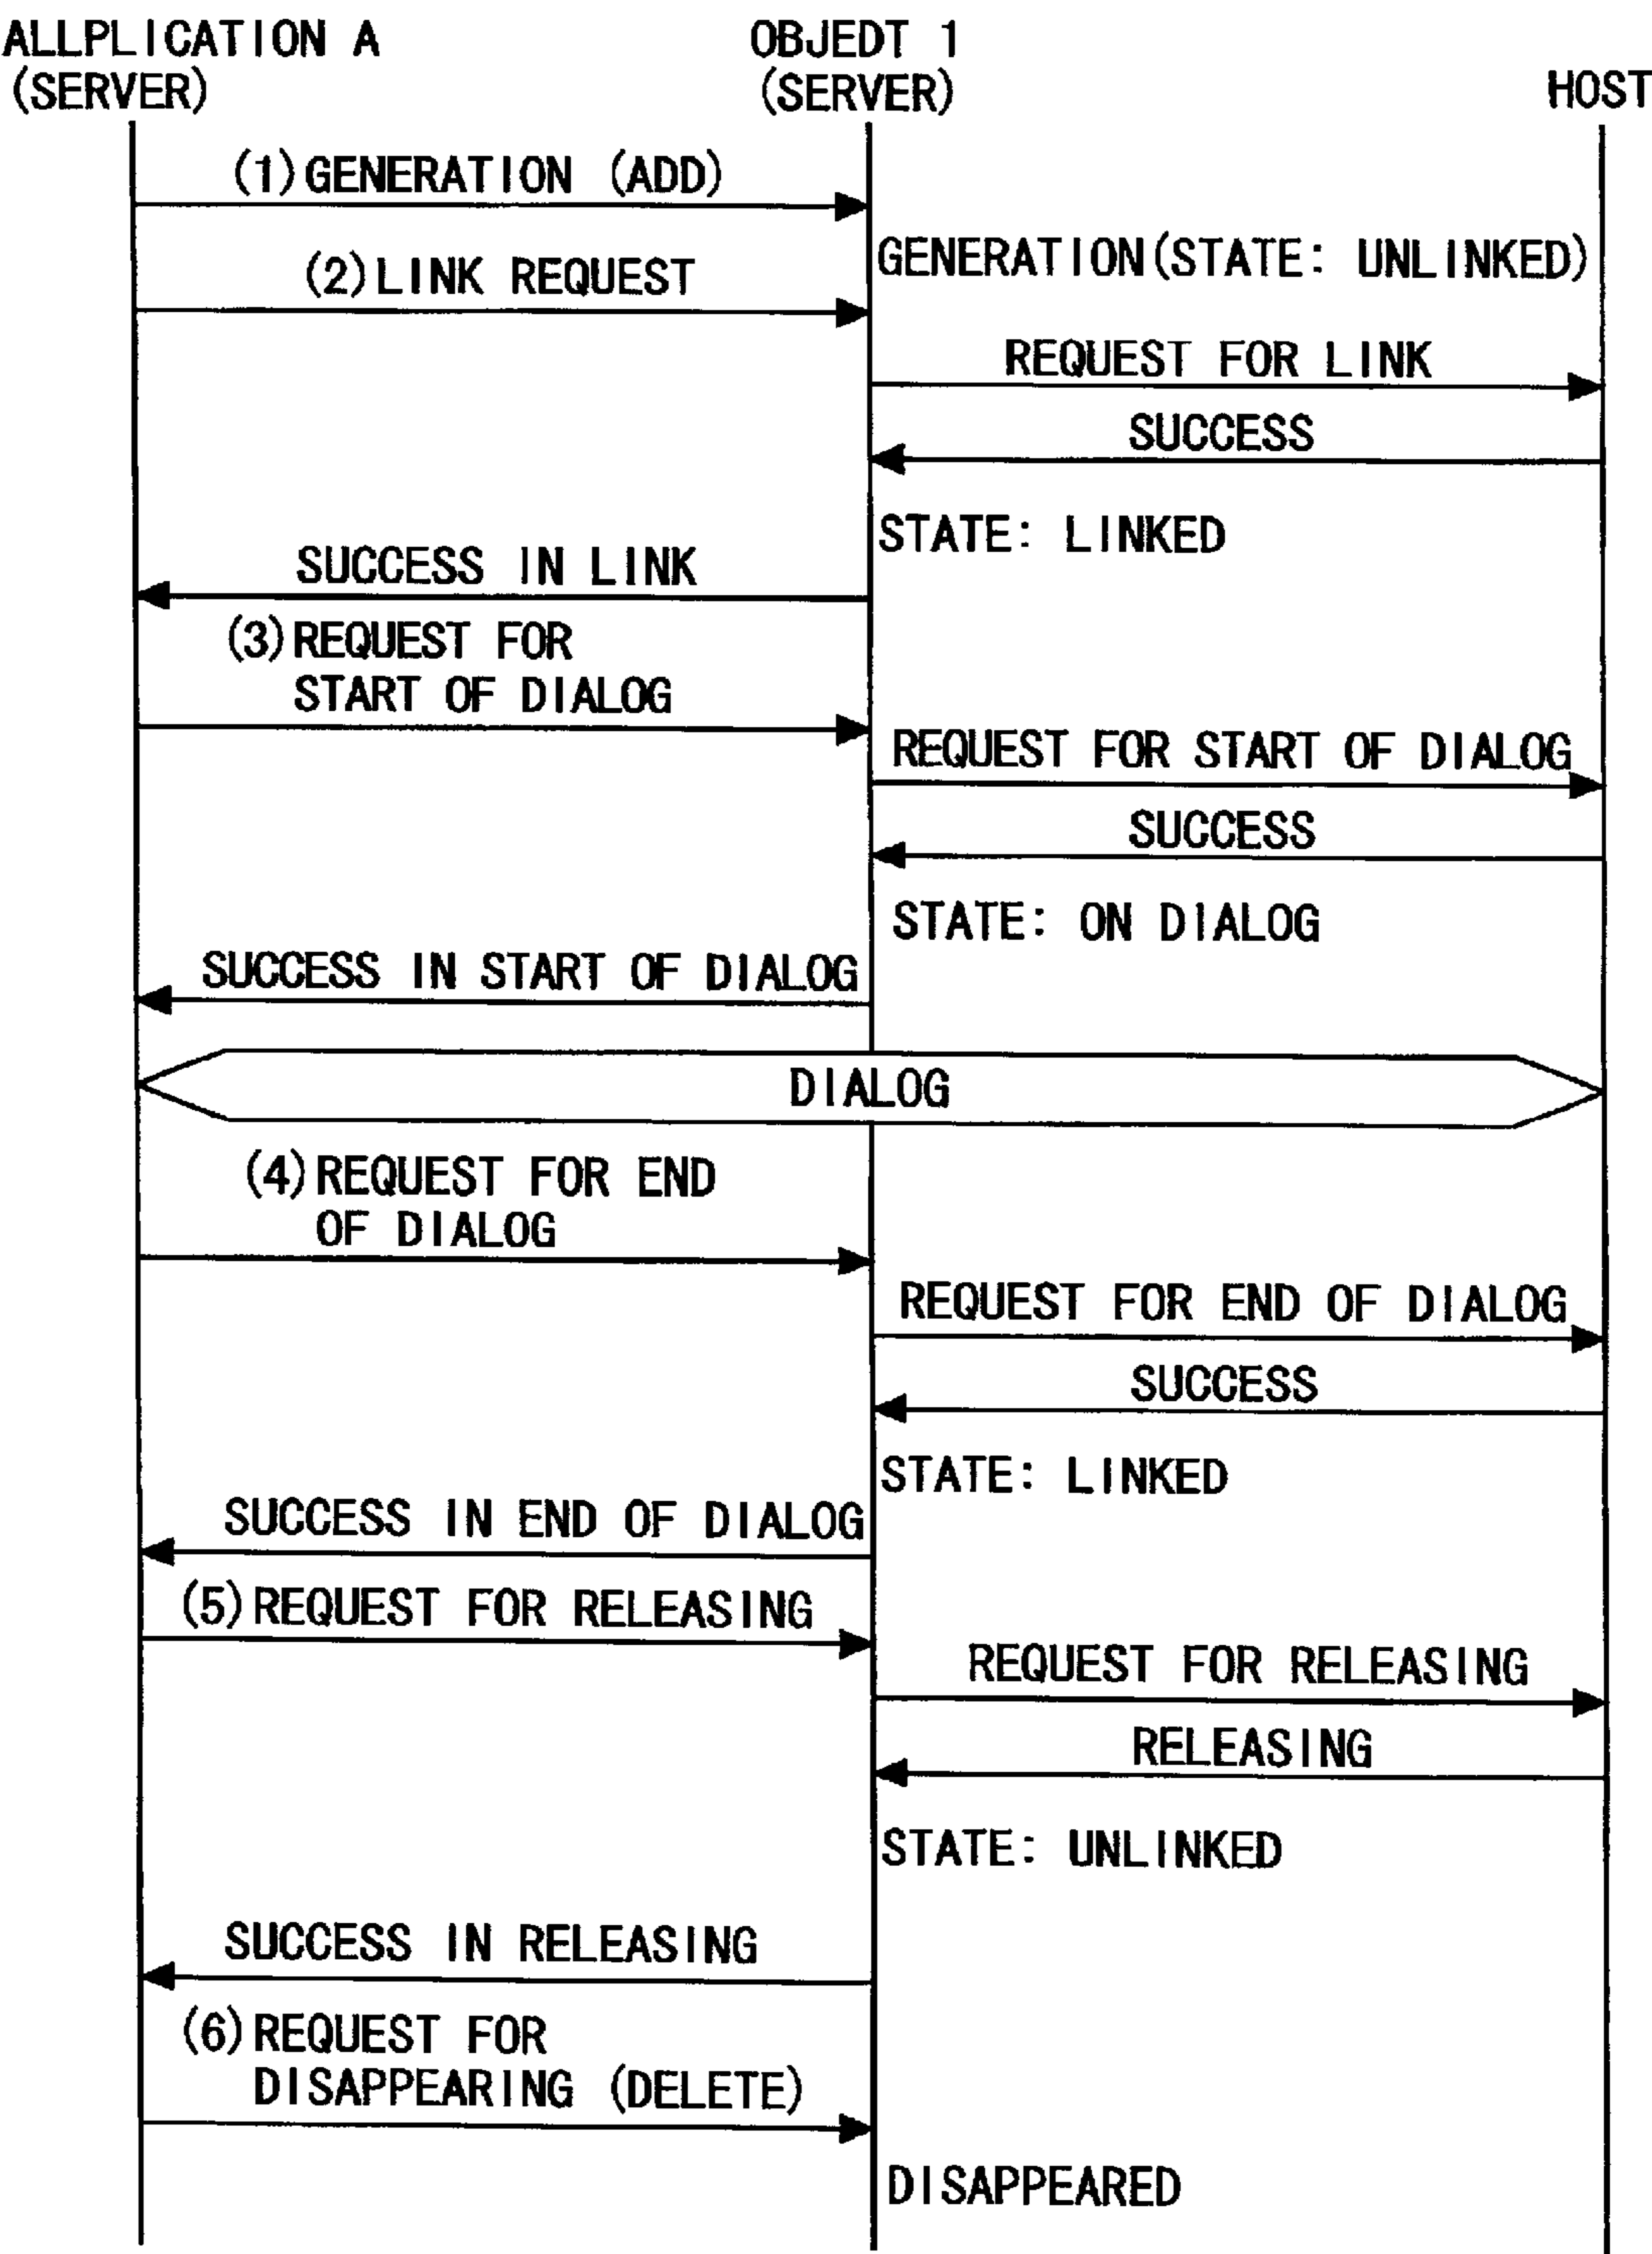 ALLPLICATION A
(SERVER)
OBJEDT 1
(SERVER)
HOST
(1)GENERATION (ADD)
GENERATION(STATE: UNLINKED)
(2)LINK REQUEST
REQUEST FOR LINK
SUCCESS
STATE: LINKED
SUCCESS IN LINK
(3)REQUEST FOR
START OF DIALOG
REQUEST FOR START OF DIALOG
SUCCESS
STATE: ON DIALOG
SUCCESS IN START OF DIALOG
DIALOG
(4)REQUEST FOR END
OF DIALOG
REQUEST FOR END OF DIALOG
SUCCESS
STATE: LINKED
SUCCESS IN END OF DIALOG
(5)REQUEST FOR RELEASING
REQUEST FOR RELEASING
RELEASING
STATE: UNLINKED
SUCCESS IN RELEASING
(6)REQUEST FOR
DISAPPEARING (DELETE)
DISAPPEARED